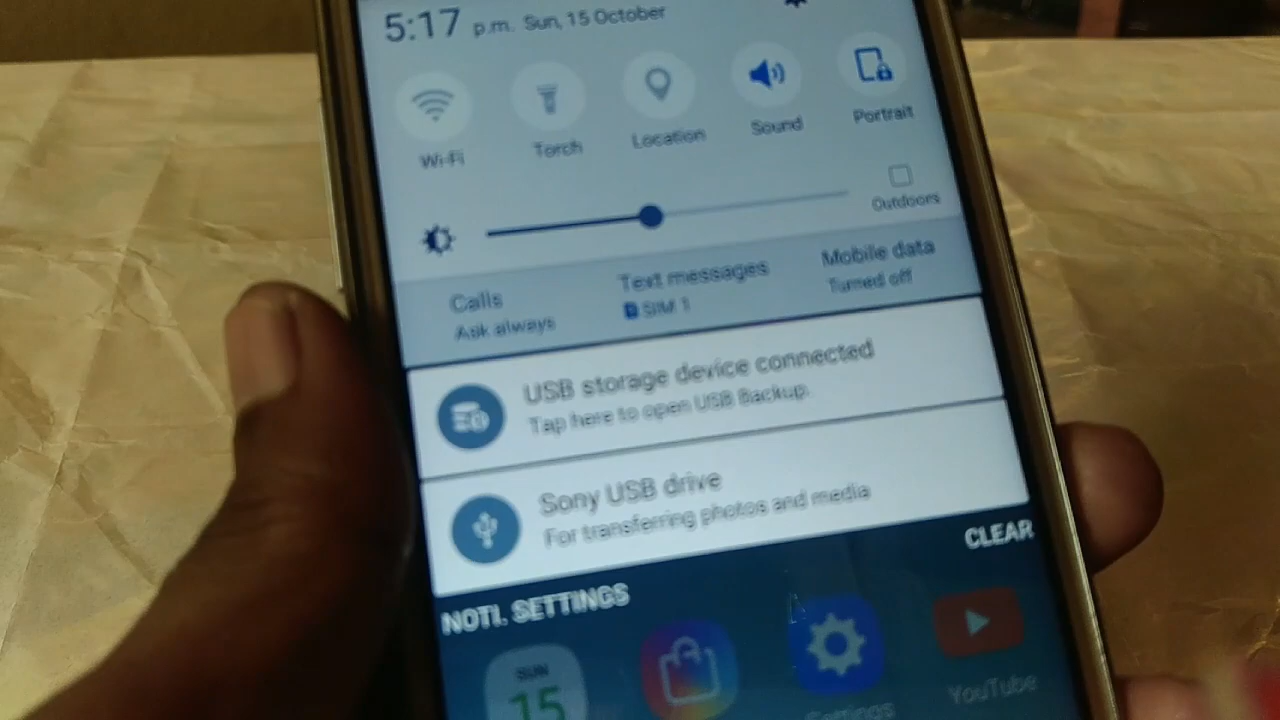 5:17 p.m. Sun, 15 October
Wi-Fi Torch Location Sound Portrait
Outdoors
Calls Text messages Mobile data
Ask always SIM 1 Turned off
USB storage device connected
Tap here to open USB Backup.
Sony USB drive
For transferring photos and media
CLEAR
NOTI. SETTINGS
SUN
15
Settings YouTube